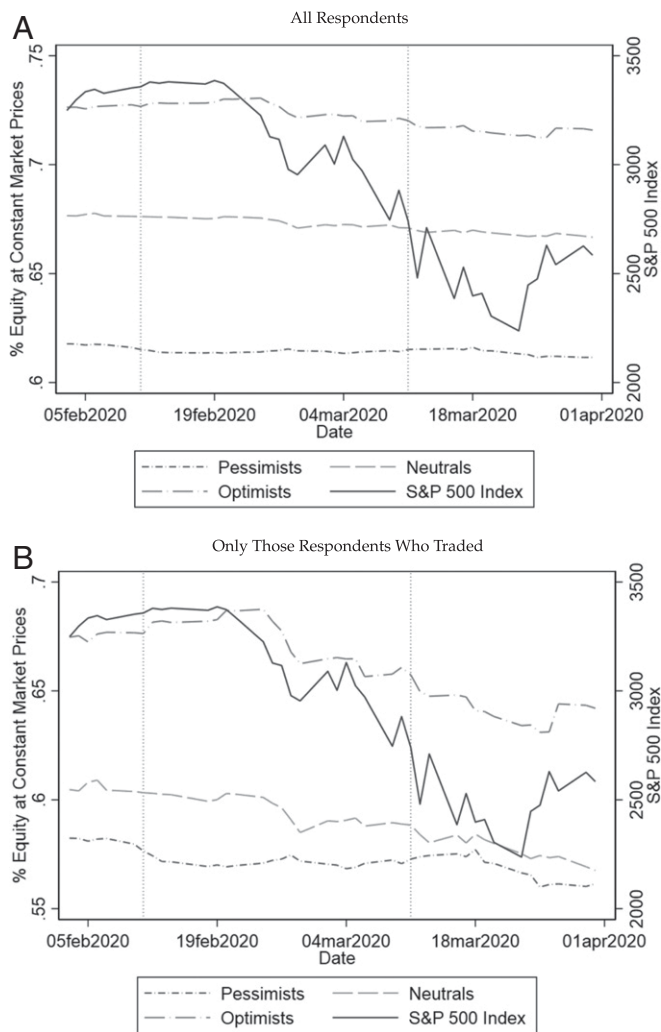 A
All Respondents
% Equity at Constant Market Prices
.75
.7
.65
.6
3500
3000
2500
2000
S&P 500 Index
05feb2020 19feb2020 04mar2020 18mar2020 01apr2020
Date
Pessimists Neutrals
Optimists S&P 500 Index
B
Only Those Respondents Who Traded
% Equity at Constant Market Prices
.7
.65
.6
.55
3500
3000
2500
2000
S&P 500 Index
05feb2020 19feb2020 04mar2020 18mar2020 01apr2020
Date
Pessimists Neutrals
Optimists S&P 500 Index